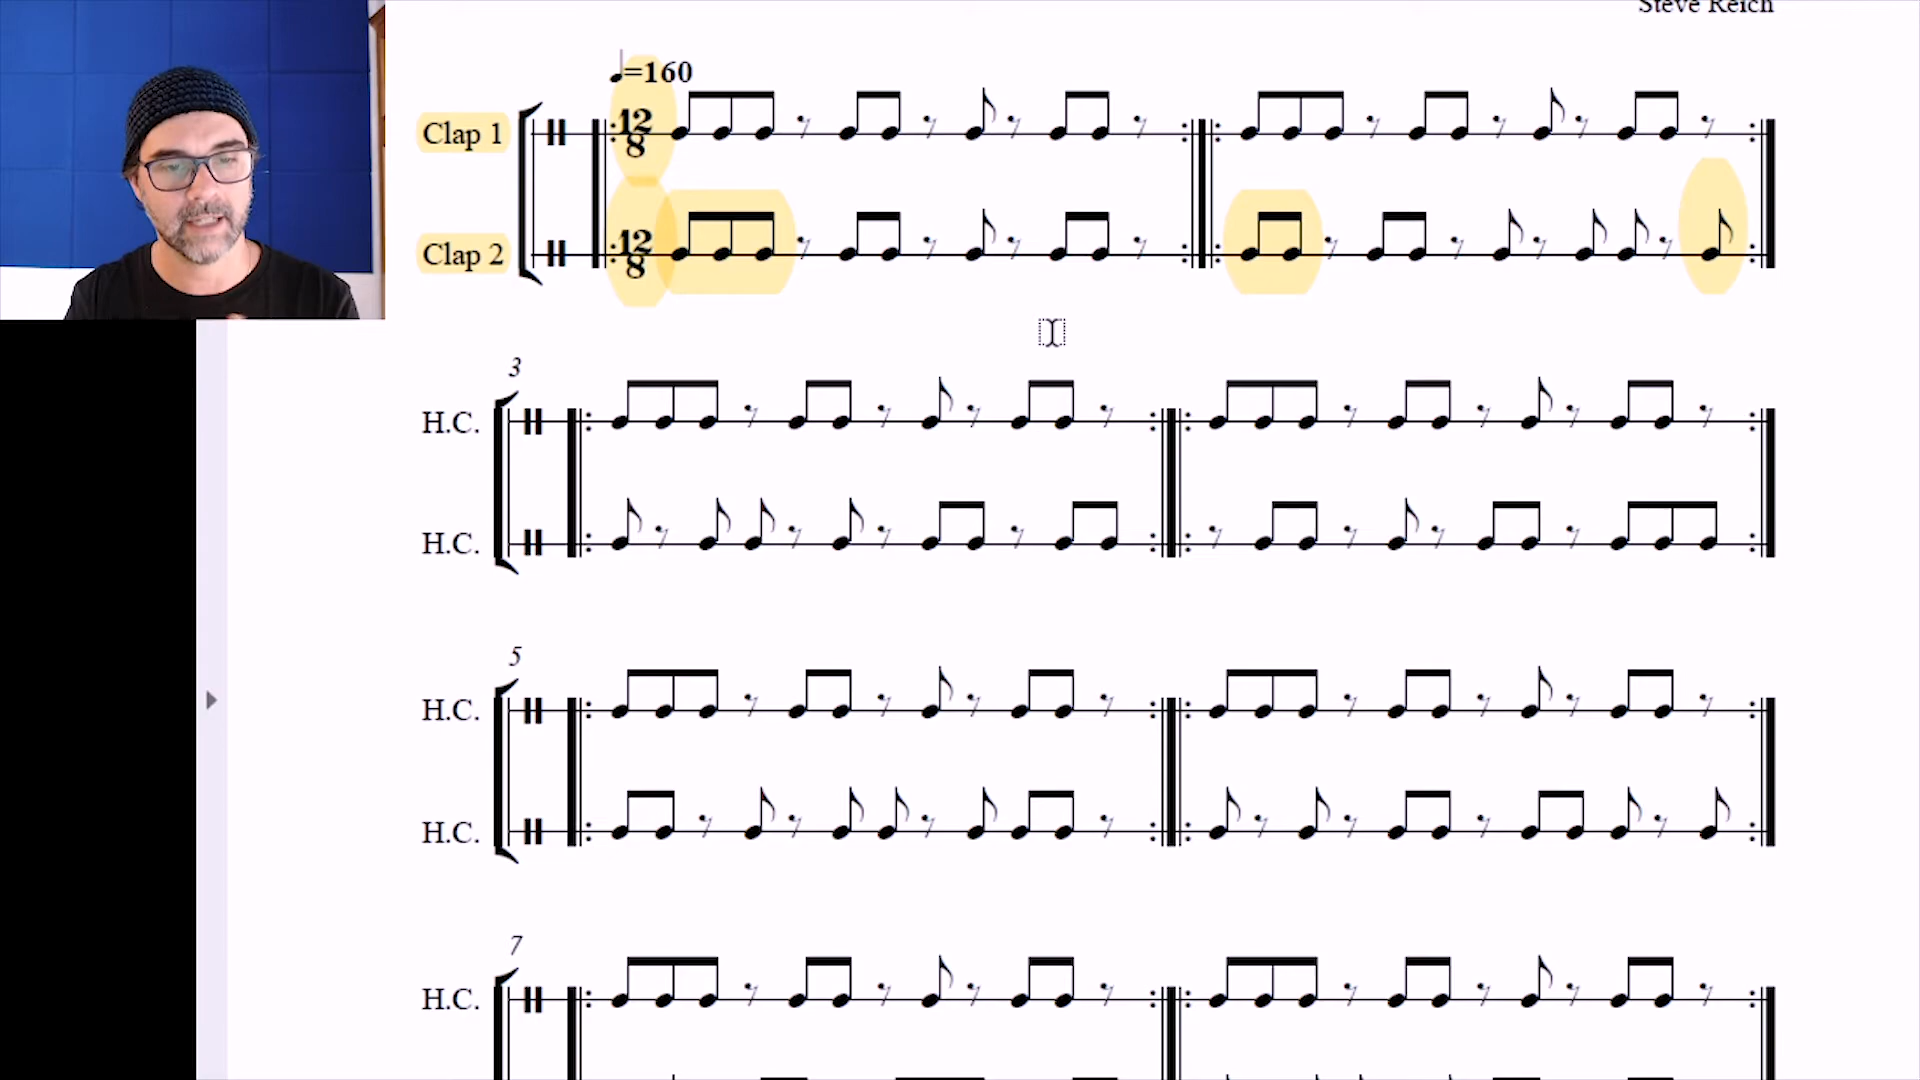 Steve Reich
♩=160
Clap 1
12
8
Clap 2
12
8
3
H.C.
H.C.
5
H.C.
H.C.
7
H.C.